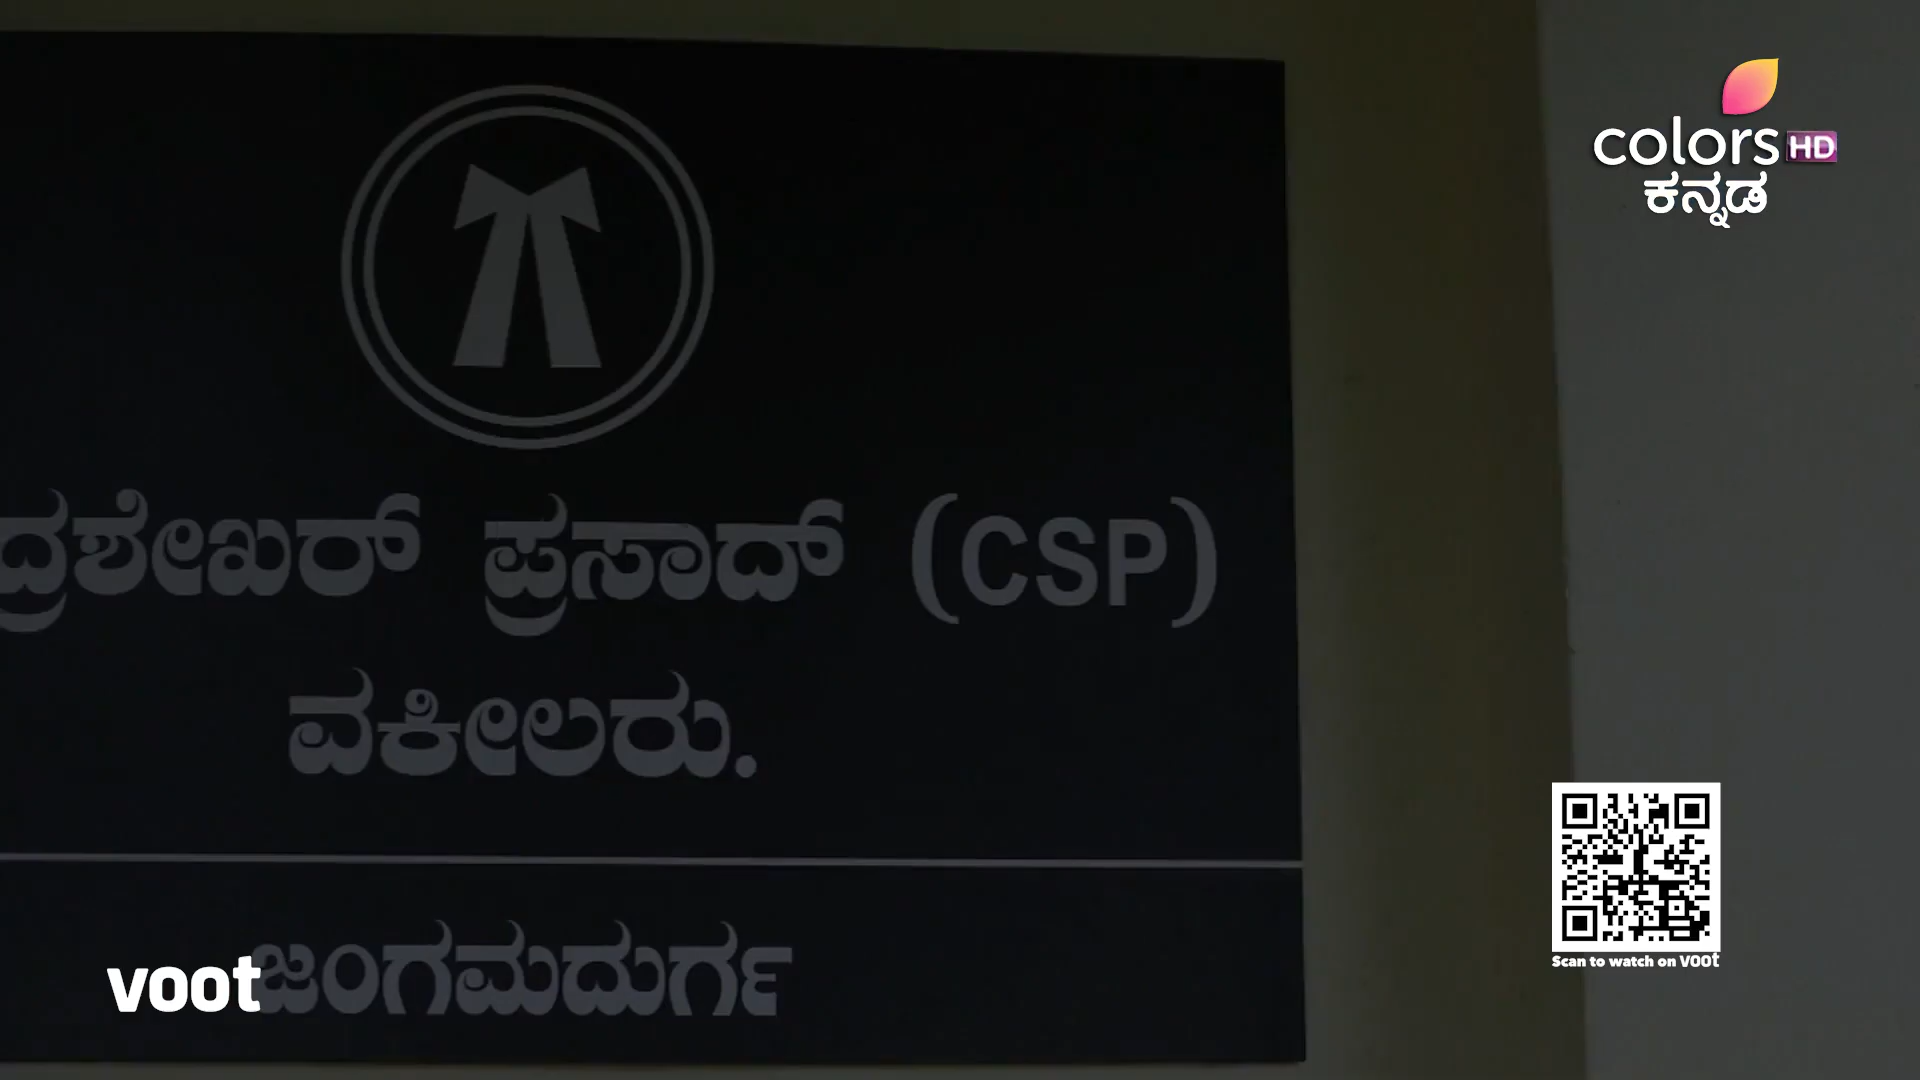 colors HD
ಕನ್ನಡ
ದ್ರಶೇಖರ್ ಪ್ರಸಾದ್ (CSP)
ವಕೀಲರು.
ಜಂಗಮದುರ್ಗ
voot
Scan to watch on voot